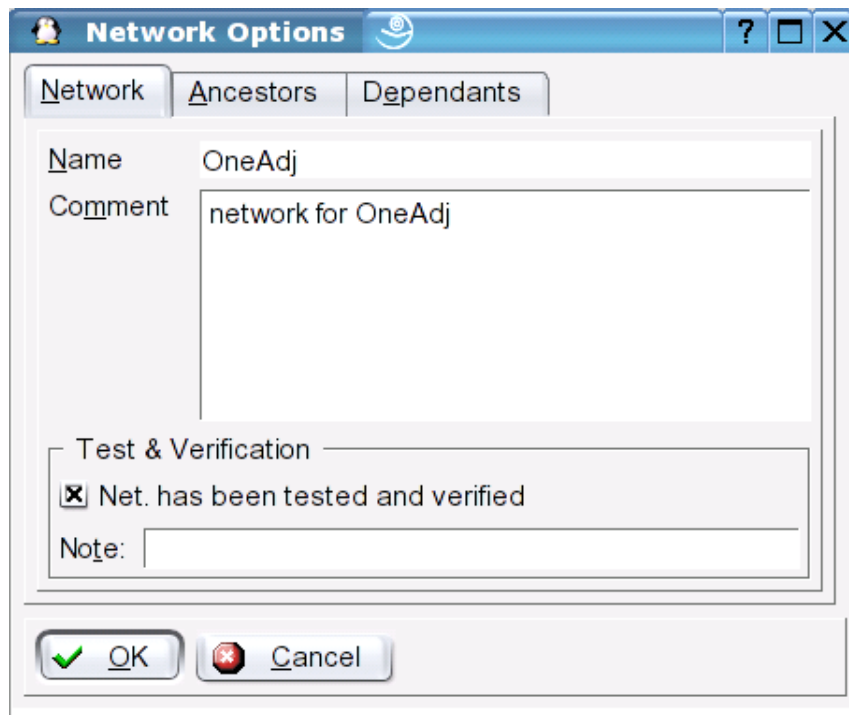 Network Options ?
Network Ancestors Dependants
Name OneAdj
Comment network for OneAdj
Test & Verification
Net. has been tested and verified
Note:
OK Cancel